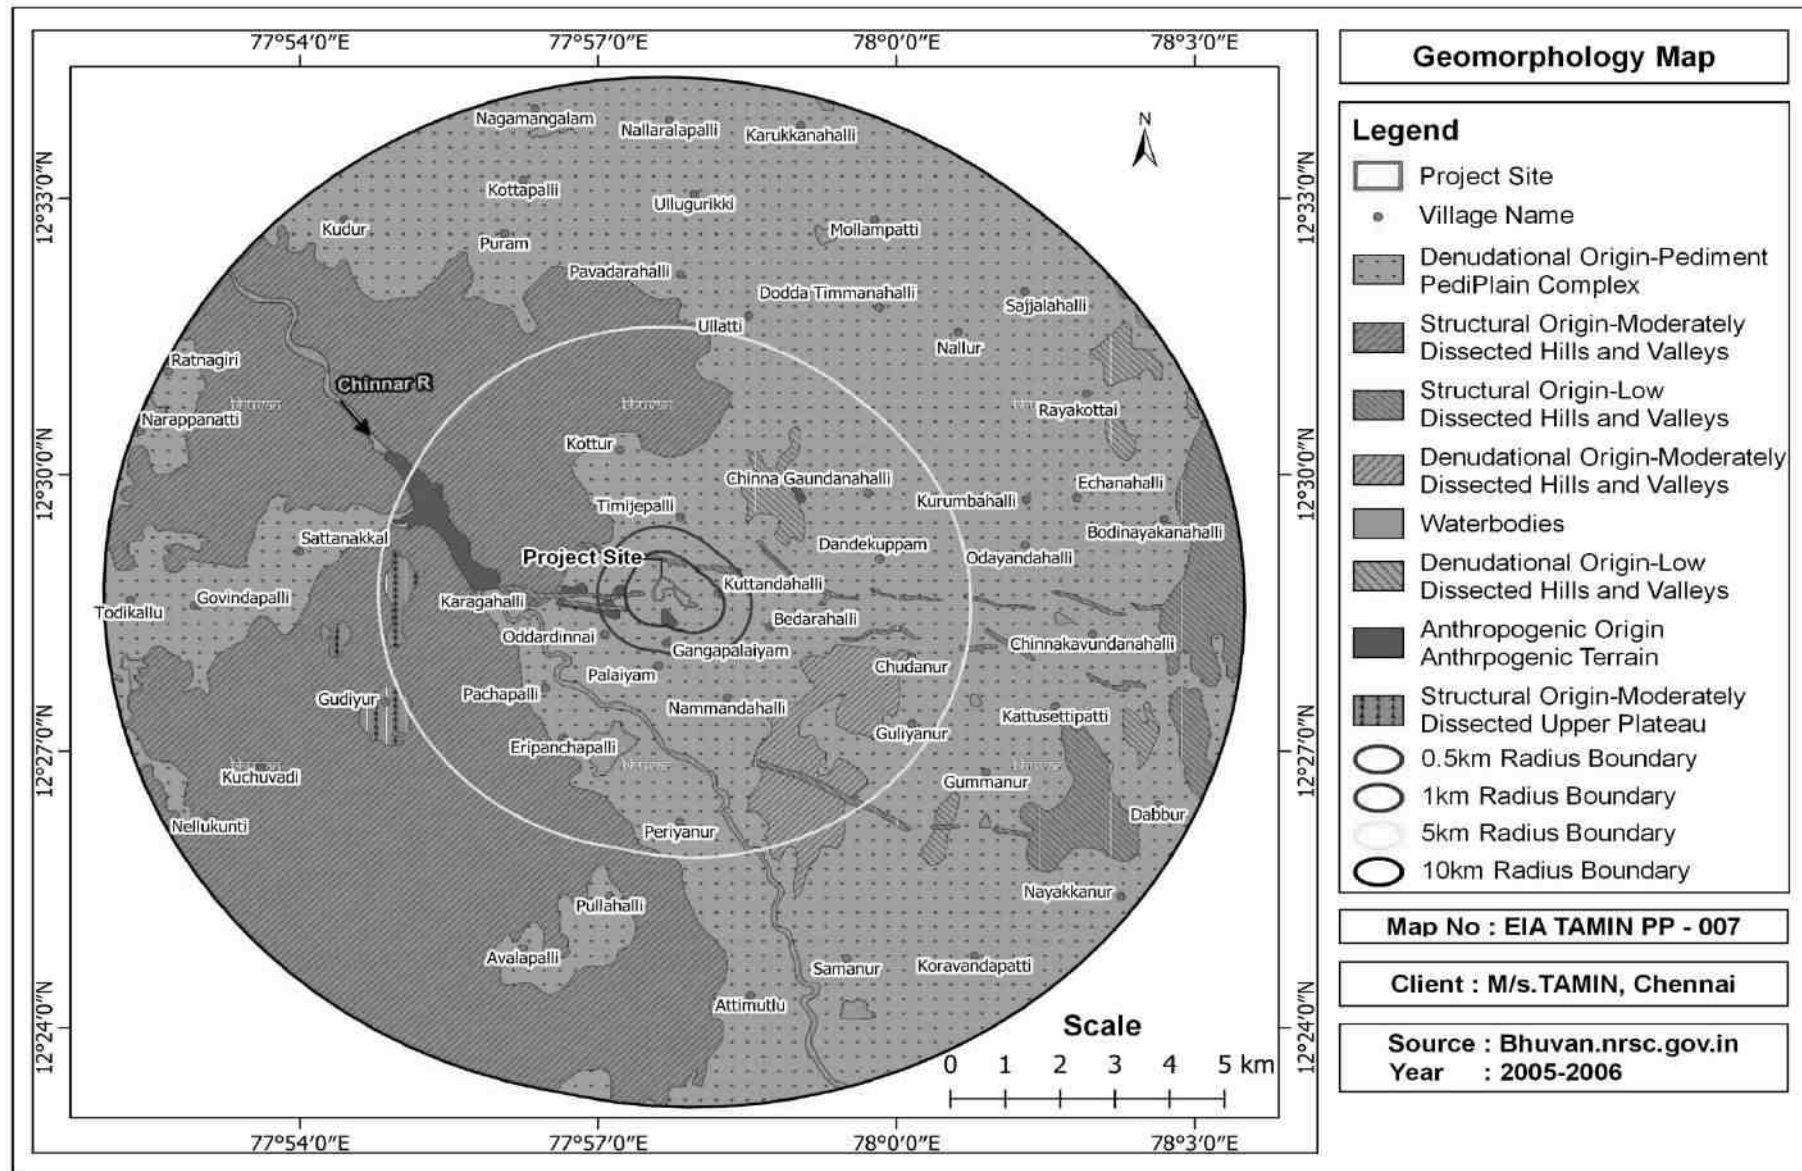 77°54'0"E
77°57'0"E
78°0'0"E
78°3'0"E
Geomorphology Map
N
Nagamangalam
Nallaralapalli
Karukkanahalli
Legend
Project Site
Village Name
Denudational Origin-Pediment
PediPlain Complex
Structural Origin-Moderately
Dissected Hills and Valleys
Structural Origin-Low
Dissected Hills and Valleys
Denudational Origin-Moderately
Dissected Hills and Valleys
Waterbodies
Denudational Origin-Low
Dissected Hills and Valleys
Anthropogenic Origin
Anthrpogenic Terrain
Structural Origin-Moderately
Dissected Upper Plateau
0.5km Radius Boundary
1km Radius Boundary
5km Radius Boundary
10km Radius Boundary
Map No : EIA TAMIN PP - 007
Client : M/s.TAMIN, Chennai
Source : Bhuvan.nrsc.gov.in
Year : 2005-2006
12°33'0"N
12°33'0"N
Kottapalli
Ullugurikki
Kudur
Puram
Mollampatti
Pavadarahalli
Dodda Timmanahalli
Sajjalahalli
Ullatti
Nallur
Ratnagiri
Chinnar R
Narappanatti
Rayakottai
Kottur
12°30'0"N
12°30'0"N
Chinna Gaundanahalli
Echanahalli
Timijepalli
Kurumbahalli
Sattanakkal
Bodinayakanahalli
Project Site
Dandekuppam
Odayandahalli
Kuttandahalli
Todikallu
Govindapalli
Karagahalli
Bedarahalli
Oddardinnai
Gangapalaiyam
Chinnakavundanahalli
Palaiyam
Chudanur
Gudiyur
Pachapalli
Nammandahalli
Kattusettipatti
12°27'0"N
12°27'0"N
Guliyanur
Eripanchapalli
Kuchuvadi
Gummanur
Nellukunti
Periyanur
Dabbur
Pullahalli
Nayakkanur
Avalapalli
Samanur
Koravandapatti
Attimutlu
12°24'0"N
12°24'0"N
Scale
0 1 2 3 4 5 km
77°54'0"E
77°57'0"E
78°0'0"E
78°3'0"E